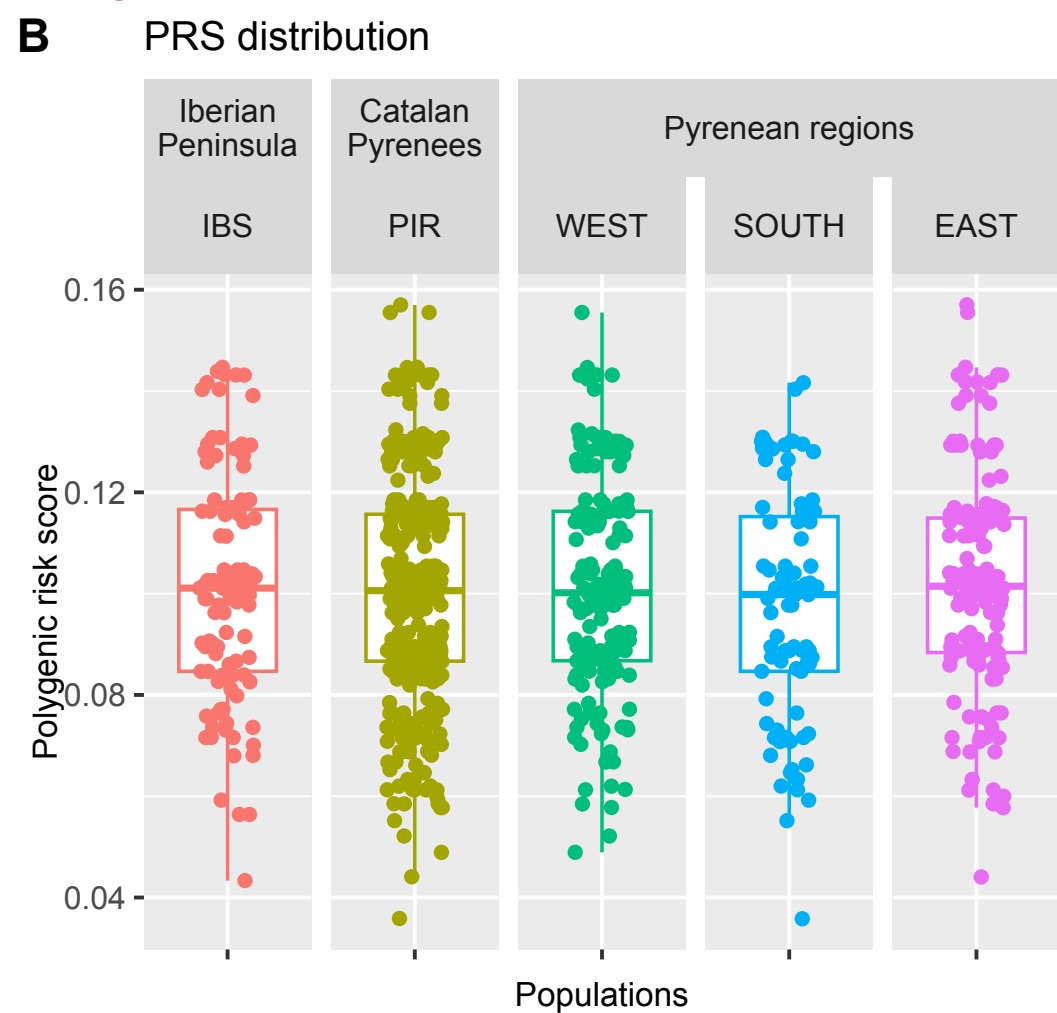 B PRS distribution
Iberian
Peninsula
Catalan
Pyrenees
Pyrenean regions
IBS
PIR
WEST
SOUTH
EAST
0.16
0.12
0.08
0.04
Polygenic risk score
Populations